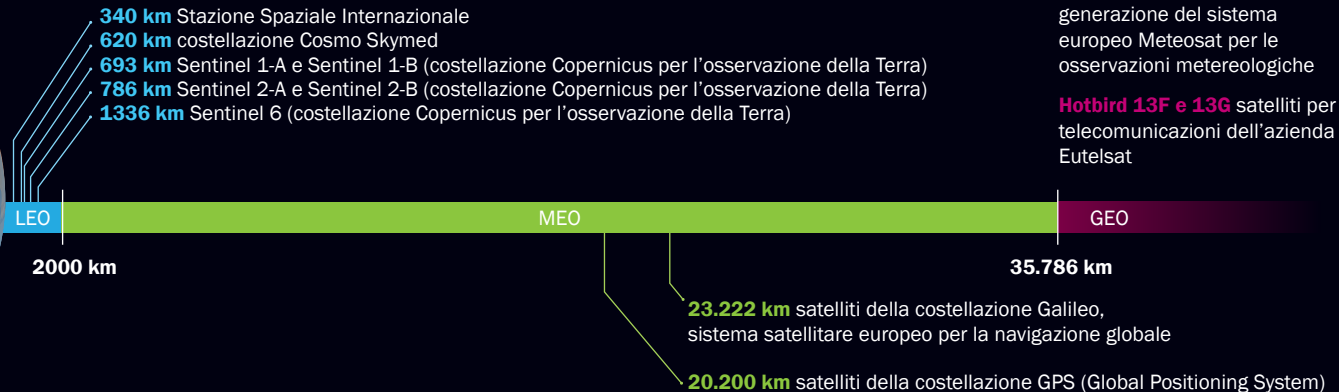 340 km Stazione Spaziale Internazionale
620 km costellazione Cosmo Skymed
693 km Sentinel 1-A e Sentinel 1-B (costellazione Copernicus per l'osservazione della Terra)
786 km Sentinel 2-A e Sentinel 2-B (costellazione Copernicus per l'osservazione della Terra)
1336 km Sentinel 6 (costellazione Copernicus per l'osservazione della Terra)
generazione del sistema
europeo Meteosat per le
osservazioni metereologiche
Hotbird 13F e 13G satelliti per
telecomunicazioni dell'azienda
Eutelsat
LEO
MEO
GEO
2000 km
35.786 km
23.222 km satelliti della costellazione Galileo,
sistema satellitare europeo per la navigazione globale
20.200 km satelliti della costellazione GPS (Global Positioning System)